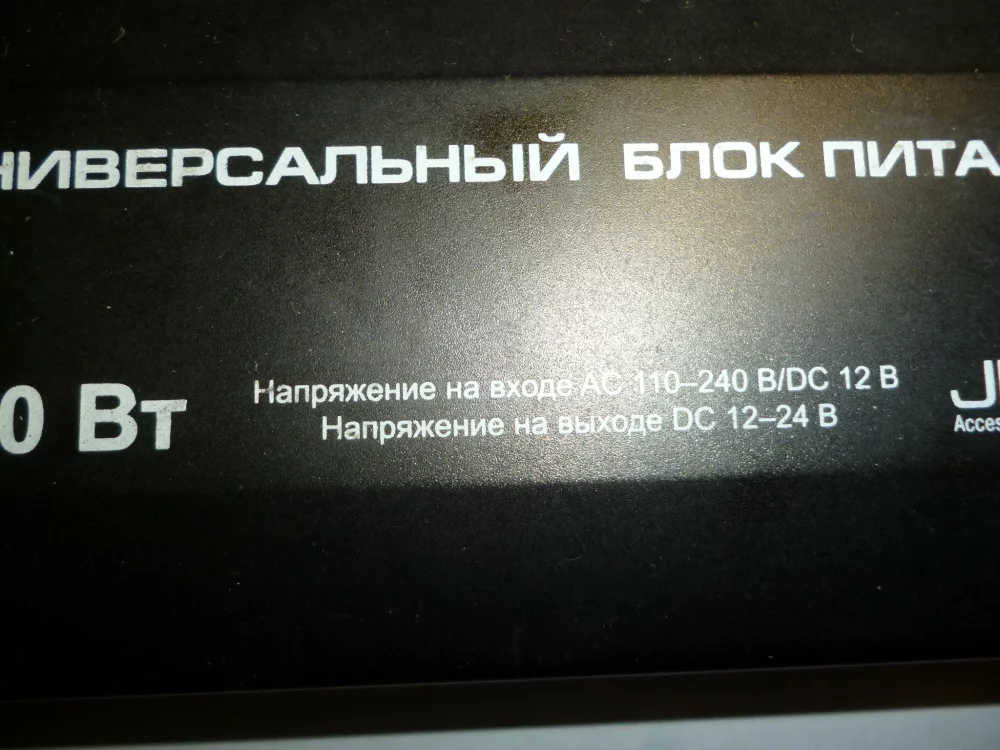 НИВЕРСАЛЬНЫЙ БЛОК ПИТА
0 Вт
Напряжение на входе AC 110–240 В/DC 12 В
Напряжение на выходе DC 12–24 В
J
Acces